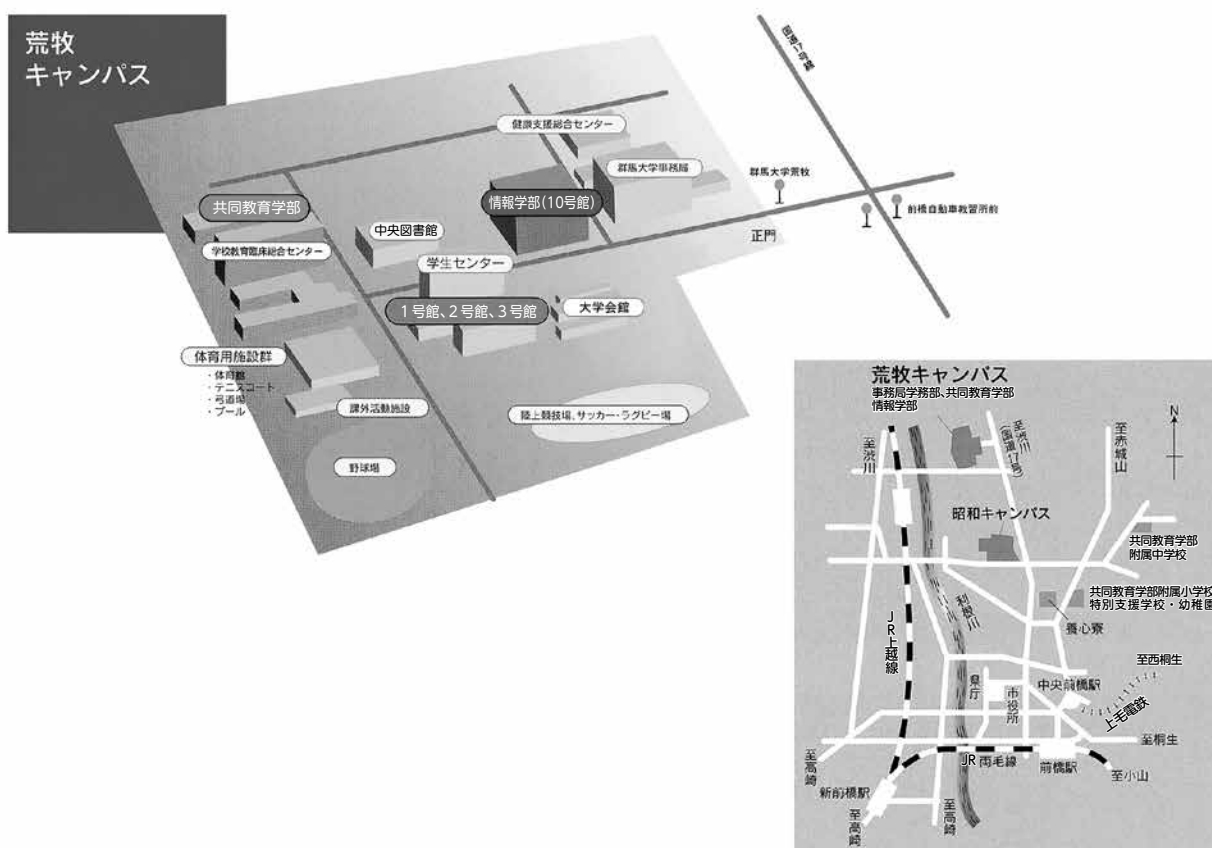 荒牧
キャンパス
国道17号線
健康支援総合センター
群馬大学事務局
群馬大学荒牧
前橋自動車教習所前
正門
情報学部(10号館)
共同教育学部
中央図書館
学校教育臨床総合センター
学生センター
1号館、2号館、3号館
大学会館
体育用施設群
・体育館
・テニスコート
・弓道場
・プール
課外活動施設
陸上競技場、サッカー・ラグビー場
野球場
荒牧キャンパス
事務局学務部、共同教育学部
情報学部
N
至渋川
至渋川
(国道17号)
至赤城山
昭和キャンパス
共同教育学部
附属中学校
共同教育学部附属小学校
特別支援学校・幼稚園
養心寮
利根川
JR上越線
至西桐生
中央前橋駅
県庁
市役所
上毛電鉄
至桐生
至高崎
JR 両毛線
前橋駅
至小山
新前橋駅
至高崎
至高崎